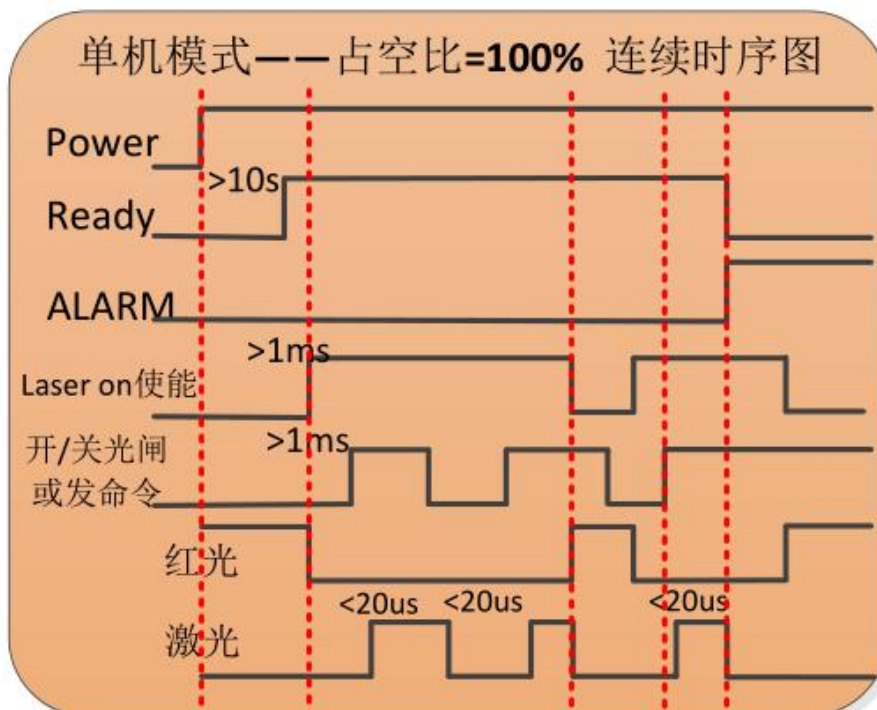 单机模式——占空比=100% 连续时序图
Power
>10s
Ready
ALARM
>1ms
Laser on使能
>1ms
开/关光闸
或发命令
红光
<20us <20us <20us
激光